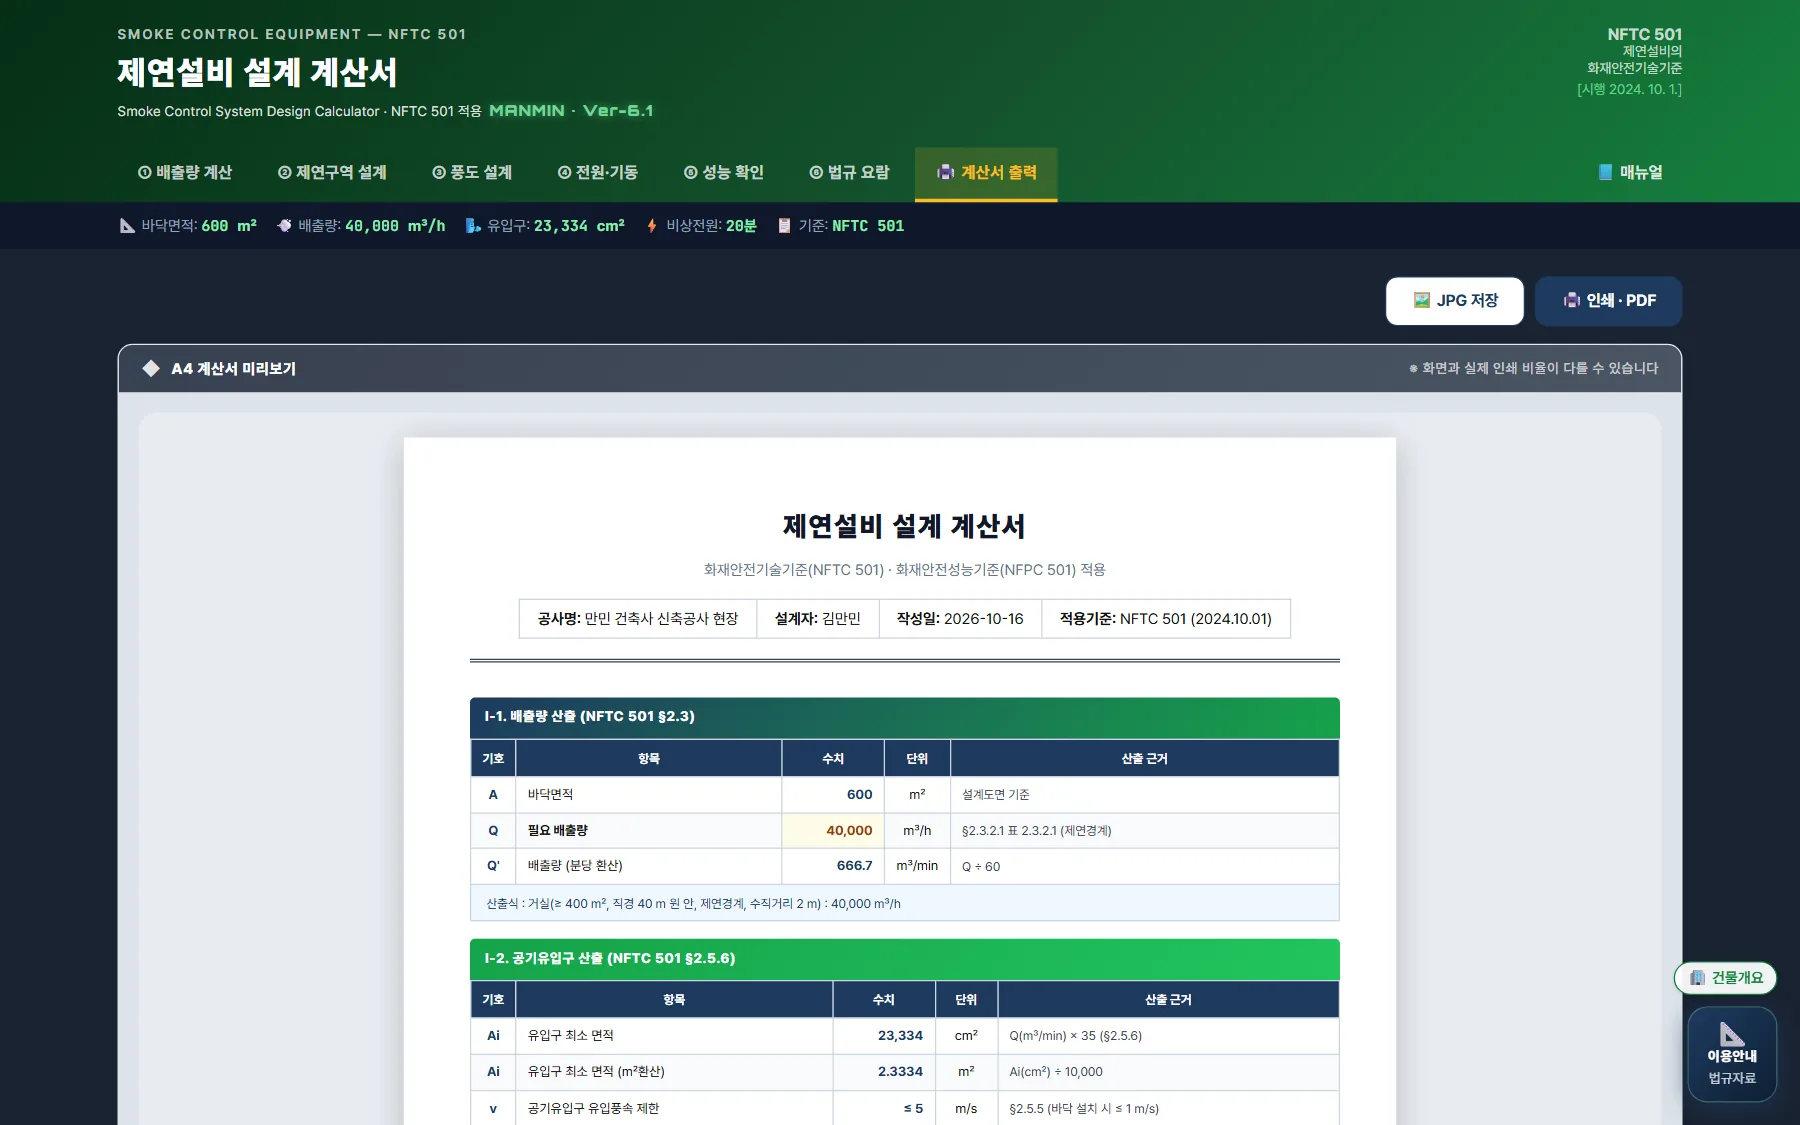 SMOKE CONTROL EQUIPMENT — NFTC 501
제연설비 설계 계산서
Smoke Control System Design Calculator · NFTC 501 적용 MANMIN · Ver-6.1
NFTC 501
제연설비의
화재안전기술기준
[시행 2024. 10. 1.]
① 배출량 계산 ② 제연구역 설계 ③ 풍도 설계 ④ 전원·기동 ⑤ 성능 확인 ⑥ 법규 요람 계산서 출력 매뉴얼
바닥면적: 600 m² 배출량: 40,000 m³/h 유입구: 23,334 cm² 비상전원: 20분 기준: NFTC 501
JPG 저장 인쇄 · PDF
◆ A4 계산서 미리보기
※ 화면과 실제 인쇄 비율이 다를 수 있습니다
제연설비 설계 계산서
화재안전기술기준(NFTC 501) · 화재안전성능기준(NFPC 501) 적용
공사명: 만민 건축사 신축공사 현장 설계자: 김만민 작성일: 2026-10-16 적용기준: NFTC 501 (2024.10.01)
I-1. 배출량 산출 (NFTC 501 §2.3)
기호 항목 수치 단위 산출 근거
A 바닥면적 600 m² 설계도면 기준
Q 필요 배출량 40,000 m³/h §2.3.2.1 표 2.3.2.1 (제연경계)
Q' 배출량 (분당 환산) 666.7 m³/min Q ÷ 60
산출식 : 거실(≥ 400 m², 직경 40 m 원 안, 제연경계, 수직거리 2 m) : 40,000 m³/h
I-2. 공기유입구 산출 (NFTC 501 §2.5.6)
기호 항목 수치 단위 산출 근거
Ai 유입구 최소 면적 23,334 cm² Q(m³/min) × 35 (§2.5.6)
Ai 유입구 최소 면적 (m²환산) 2.3334 m² Ai(cm²) ÷ 10,000
v 공기유입구 유입풍속 제한 ≤ 5 m/s §2.5.5 (바닥 설치 시 ≤ 1 m/s)
건물개요
이용안내
법규자료